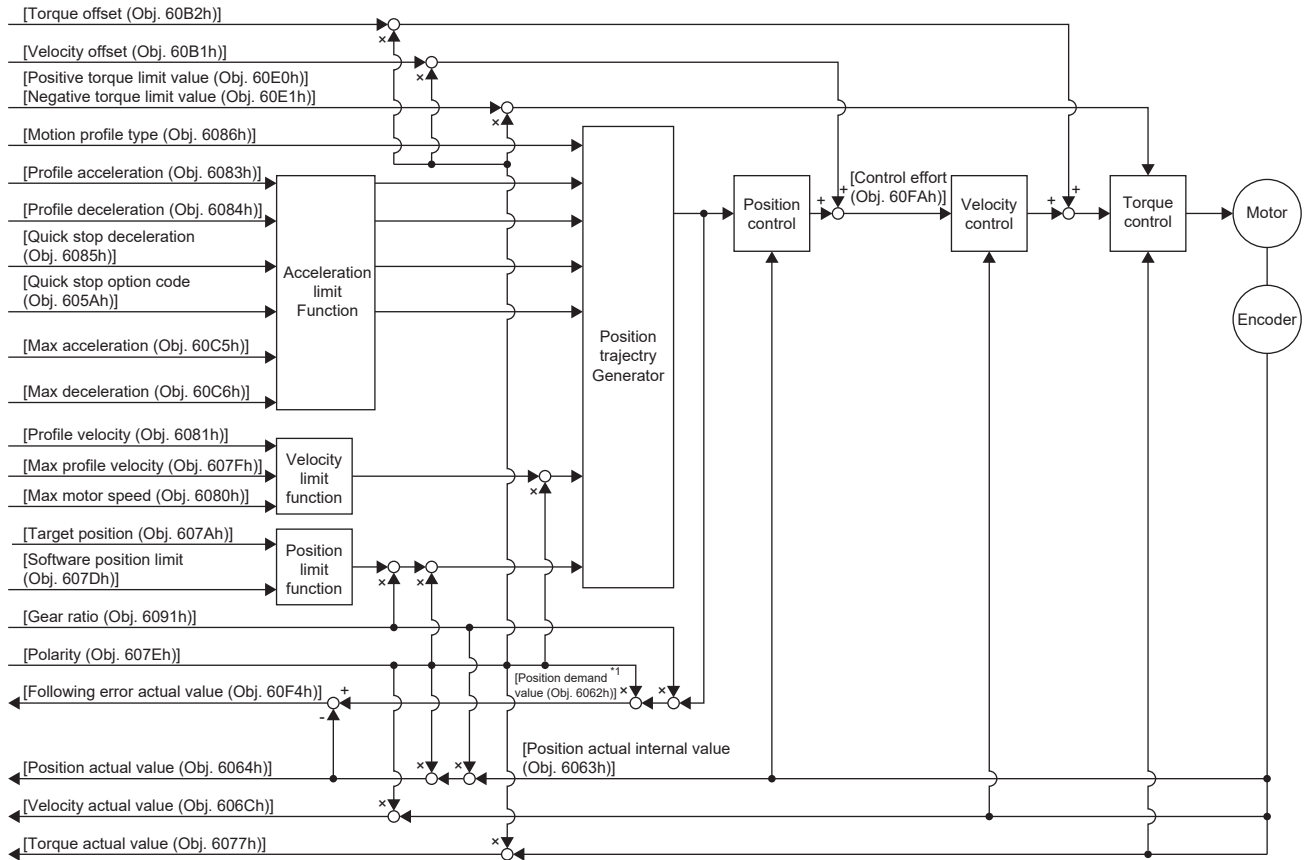 [Torque offset (Obj. 60B2h)]
×
[Velocity offset (Obj. 60B1h)]
×
[Positive torque limit value (Obj. 60E0h)]
[Negative torque limit value (Obj. 60E1h)]
×
[Motion profile type (Obj. 6086h)]
[Profile acceleration (Obj. 6083h)]
[Profile deceleration (Obj. 6084h)]
[Quick stop deceleration
(Obj. 6085h)]
[Quick stop option code
(Obj. 605Ah)]
[Max acceleration (Obj. 60C5h)]
[Max deceleration (Obj. 60C6h)]
Acceleration
limit
Function
Position
trajectry
Generator
Position
control
+
+
[Control effort
(Obj. 60FAh)]
Velocity
control
+
+
Torque
control
Motor
Encoder
[Profile velocity (Obj. 6081h)]
[Max profile velocity (Obj. 607Fh)]
[Max motor speed (Obj. 6080h)]
Velocity
limit
function
×
[Target position (Obj. 607Ah)]
[Software position limit
(Obj. 607Dh)]
Position
limit
function
×
×
[Gear ratio (Obj. 6091h)]
[Polarity (Obj. 607Eh)]
[Position demand *1
value (Obj. 6062h)]
×
×
[Following error actual value (Obj. 60F4h)]
+
-
[Position actual internal value
(Obj. 6063h)]
[Position actual value (Obj. 6064h)]
×
×
[Velocity actual value (Obj. 606Ch)]
×
[Torque actual value (Obj. 6077h)]
×